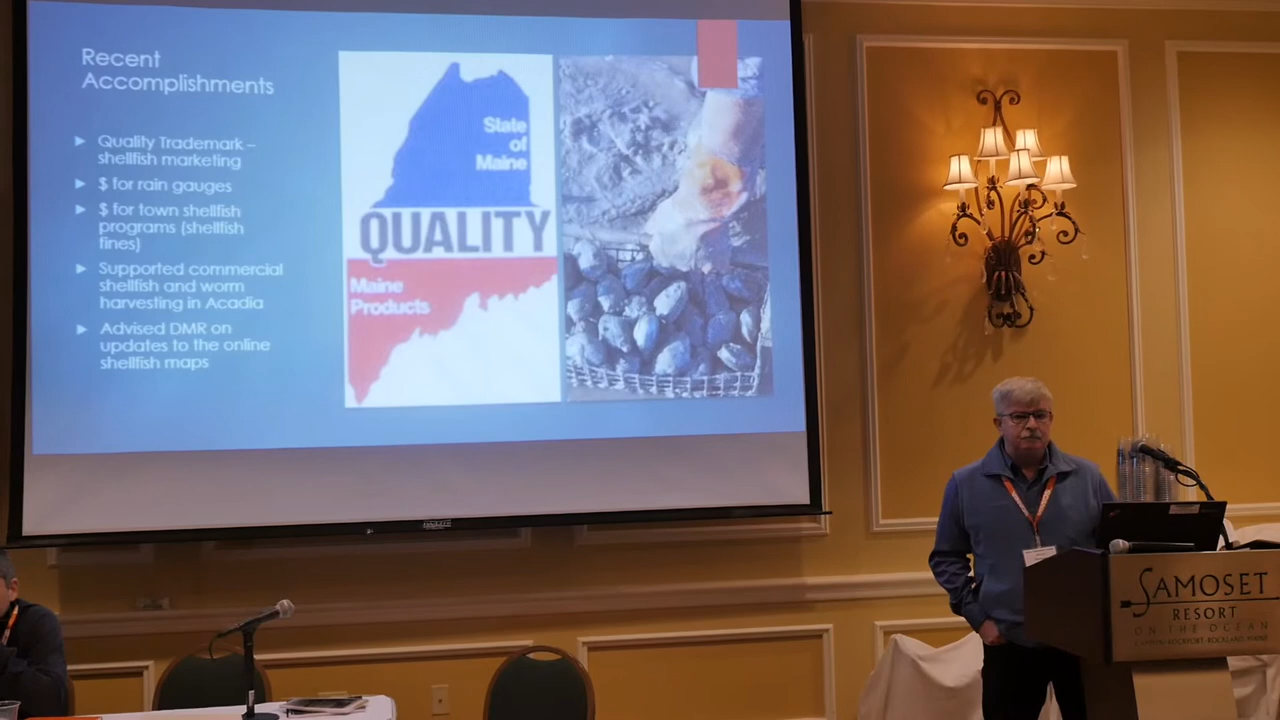 Recent
Accomplishments
Quality Trademark –
shellfish marketing
$ for rain gauges
$ for town shellfish
programs (shellfish
fines)
Supported commercial
shellfish and worm
harvesting in Acadia
Advised DMR on
updates to the online
shellfish maps
State
of
Maine
QUALITY
Maine
Products
SAMOSET
RESORT
ON THE OCEAN